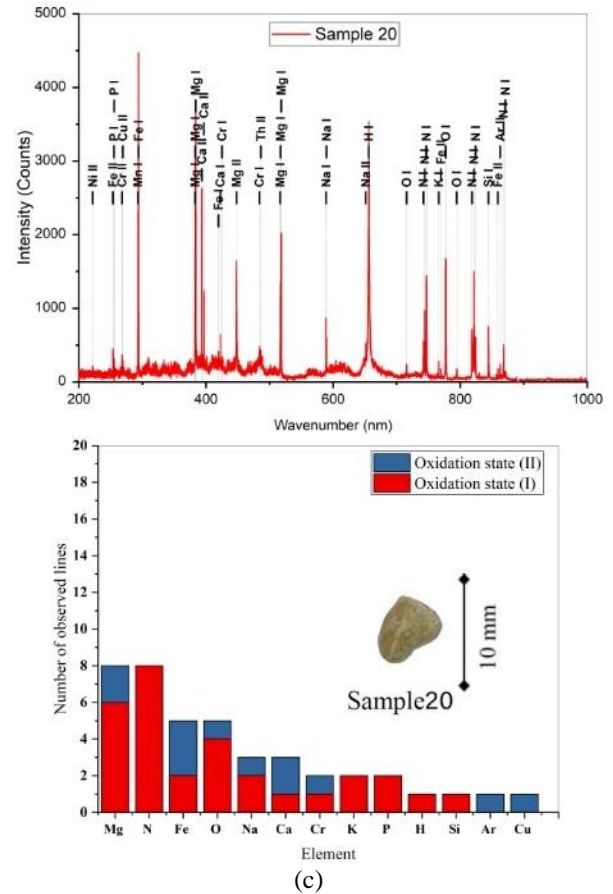 5000
Sample 20
4000
3000
2000
1000
0
200
400
600
800
1000
Intensity (Counts)
Wavenumber (nm)
Ni II
Fe II
P I
P I
Cr II
Cu II
Mn I
Fe I
Mg I
Mg I
Mg I
Ca II
Ca II
Fe I
Ca I
Cr I
Mg II
Cr I
Th II
Mg I
Mg I
Mg I
Na I
Na I
Na II
H I
O I
N I
N I
N I
K I
Fe II
O I
O I
N I
N I
N I
Si I
Fe II
Ar II
N I
N I
20
18
16
14
12
10
8
6
4
2
0
Number of observed lines
Oxidation state (II)
Oxidation state (I)
10 mm
Sample20
Mg N Fe O Na Ca Cr K P H Si Ar Cu
Element
(c)